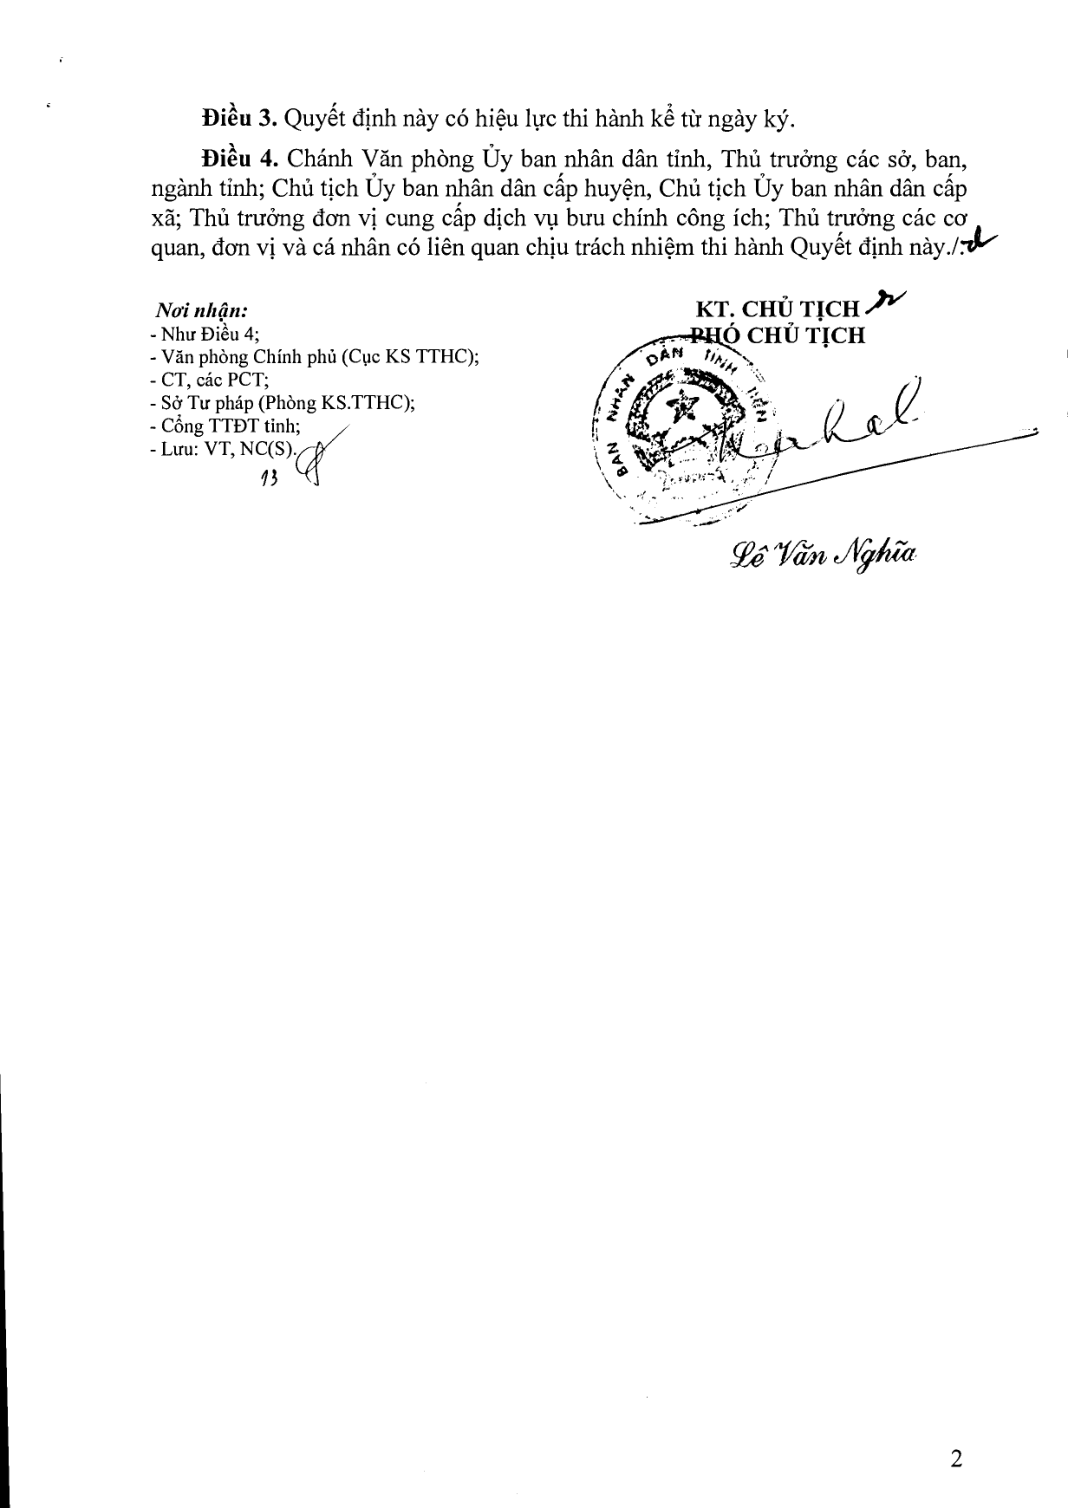 Điều 3. Quyết định này có hiệu lực thi hành kể từ ngày ký.
Điều 4. Chánh Văn phòng Ủy ban nhân dân tỉnh, Thủ trưởng các sở, ban,
ngành tỉnh; Chủ tịch Ủy ban nhân dân cấp huyện, Chủ tịch Ủy ban nhân dân cấp
xã; Thủ trưởng đơn vị cung cấp dịch vụ bưu chính công ích; Thủ trưởng các cơ
quan, đơn vị và cá nhân có liên quan chịu trách nhiệm thi hành Quyết định này./.
Nơi nhận:
- Như Điều 4;
- Văn phòng Chính phủ (Cục KS TTHC);
- CT, các PCT;
- Sở Tư pháp (Phòng KS.TTHC);
- Cổng TTĐT tỉnh;
- Lưu: VT, NC(S).
13
KT. CHỦ TỊCH
PHÓ CHỦ TỊCH
BAN NHÂN DÂN TỈNH
Lê Văn Nghĩa
2